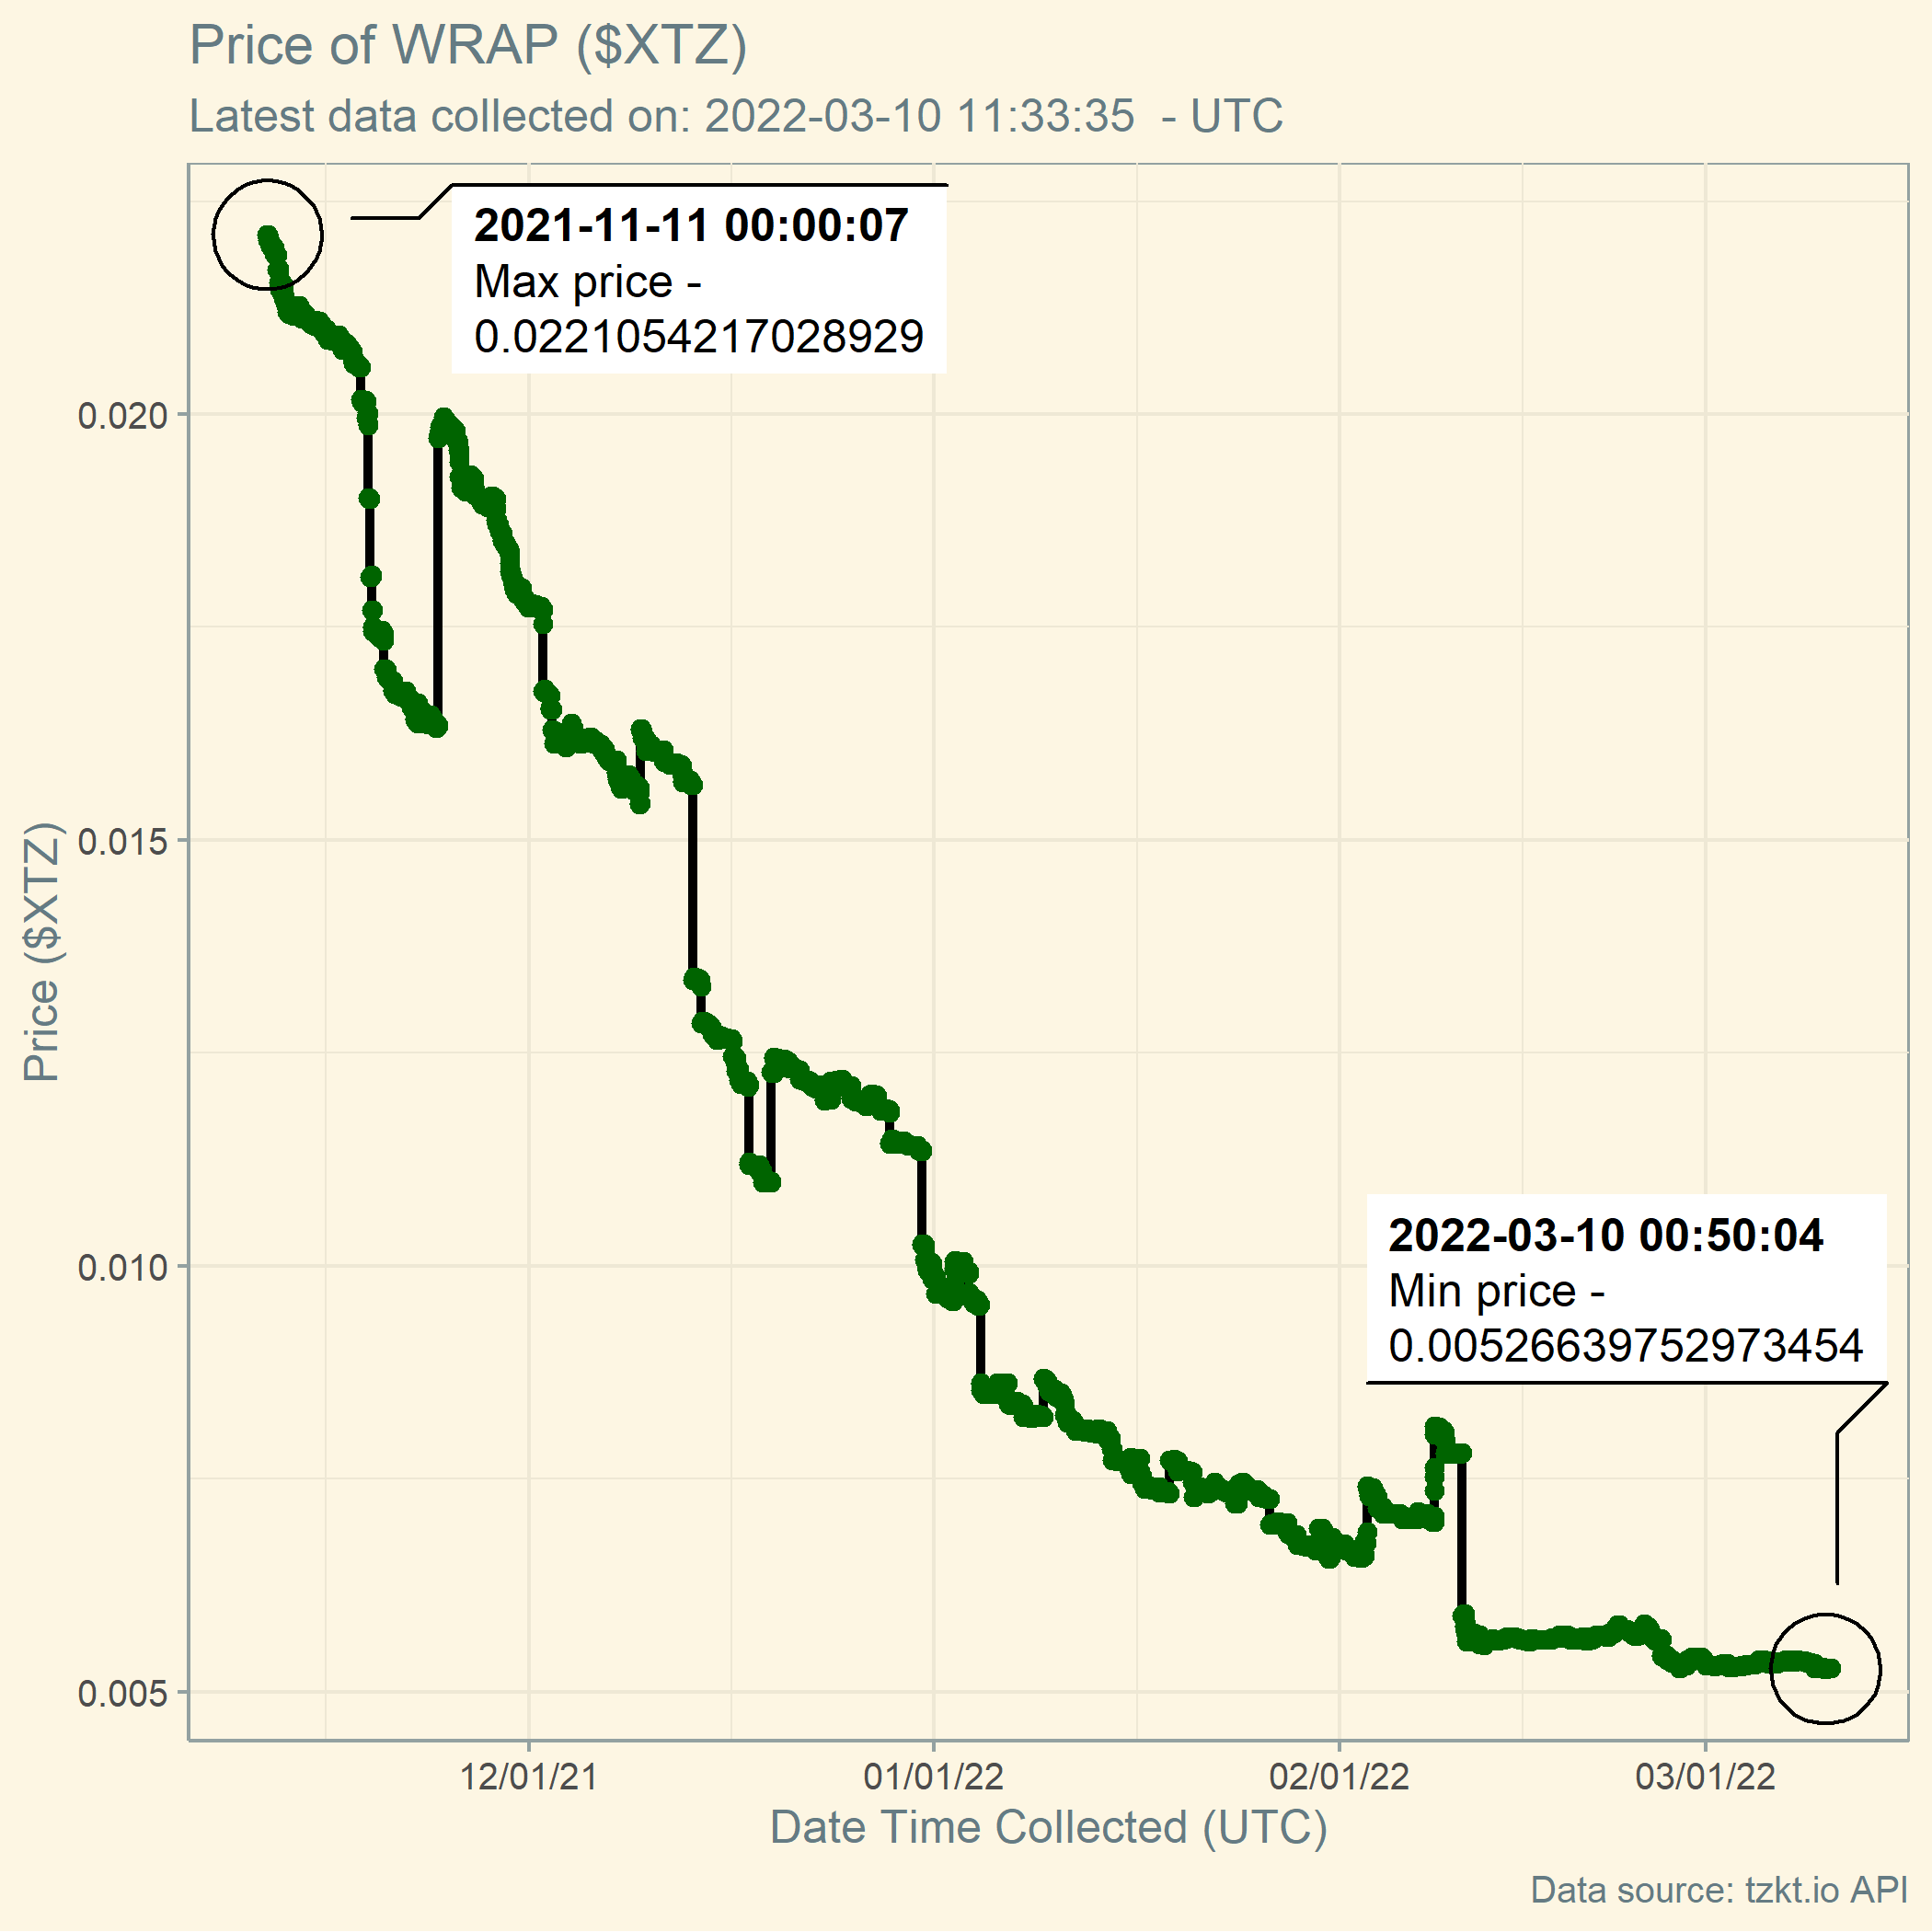 Price of WRAP ($XTZ)
Latest data collected on: 2022-03-10 11:33:35  - UTC
2021-11-11 00:00:07
Max price -
0.0221054217028929
0.020
0.015
0.010
0.005
Price ($XTZ)
2022-03-10 00:50:04
Min price -
0.00526639752973454
12/01/21
01/01/22
02/01/22
03/01/22
Date Time Collected (UTC)
Data source: tzkt.io API